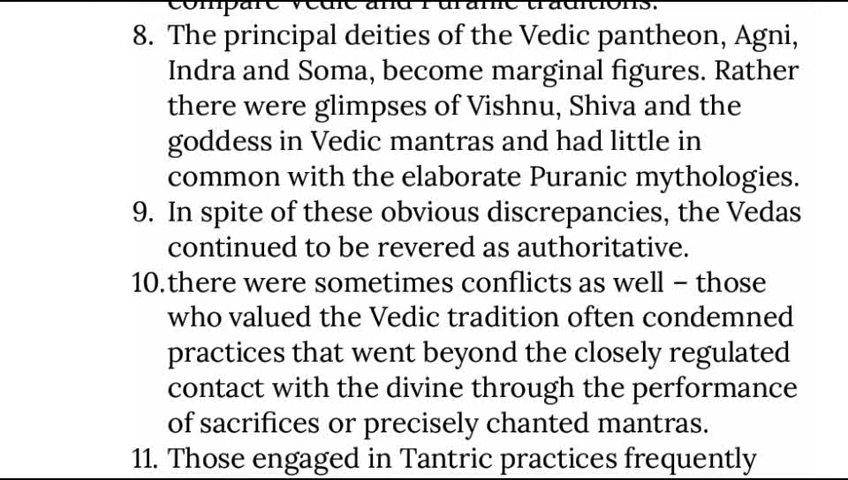 compare Vedic and Puranic traditions.
8. The principal deities of the Vedic pantheon, Agni,
Indra and Soma, become marginal figures. Rather
there were glimpses of Vishnu, Shiva and the
goddess in Vedic mantras and had little in
common with the elaborate Puranic mythologies.
9. In spite of these obvious discrepancies, the Vedas
continued to be revered as authoritative.
10. there were sometimes conflicts as well – those
who valued the Vedic tradition often condemned
practices that went beyond the closely regulated
contact with the divine through the performance
of sacrifices or precisely chanted mantras.
11. Those engaged in Tantric practices frequently